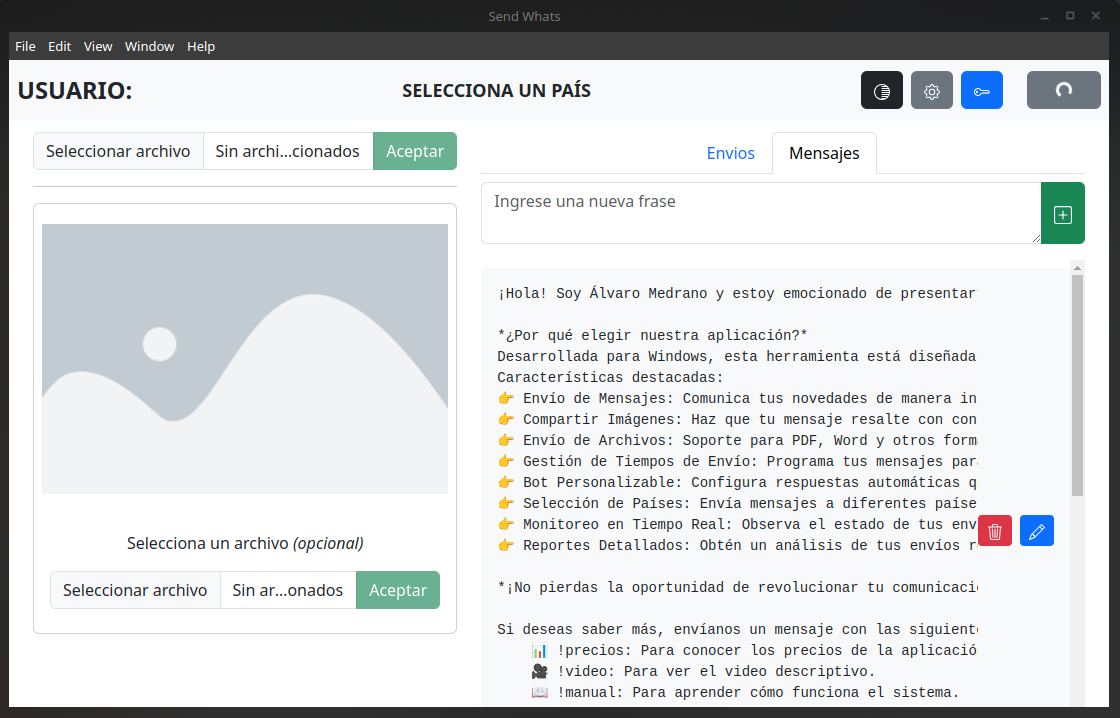 Send Whats
File Edit View Window Help
USUARIO:
SELECCIONA UN PAÍS
Seleccionar archivo Sin archi...cionados Aceptar
Selecciona un archivo (opcional)
Seleccionar archivo Sin ar...onados Aceptar
Envios Mensajes
Ingrese una nueva frase
¡Hola! Soy Álvaro Medrano y estoy emocionado de presentar
*¿Por qué elegir nuestra aplicación?*
Desarrollada para Windows, esta herramienta está diseñada
Características destacadas:
👉 Envío de Mensajes: Comunica tus novedades de manera in
👉 Compartir Imágenes: Haz que tu mensaje resalte con con
👉 Envío de Archivos: Soporte para PDF, Word y otros form
👉 Gestión de Tiempos de Envío: Programa tus mensajes par
👉 Bot Personalizable: Configura respuestas automáticas q
👉 Selección de Países: Envía mensajes a diferentes paíse
👉 Monitoreo en Tiempo Real: Observa el estado de tus env
👉 Reportes Detallados: Obtén un análisis de tus envíos r
*¡No pierdas la oportunidad de revolucionar tu comunicaci
Si deseas saber más, envíanos un mensaje con las siguient
📊 !precios: Para conocer los precios de la aplicació
🎥 !video: Para ver el video descriptivo.
📖 !manual: Para aprender cómo funciona el sistema.